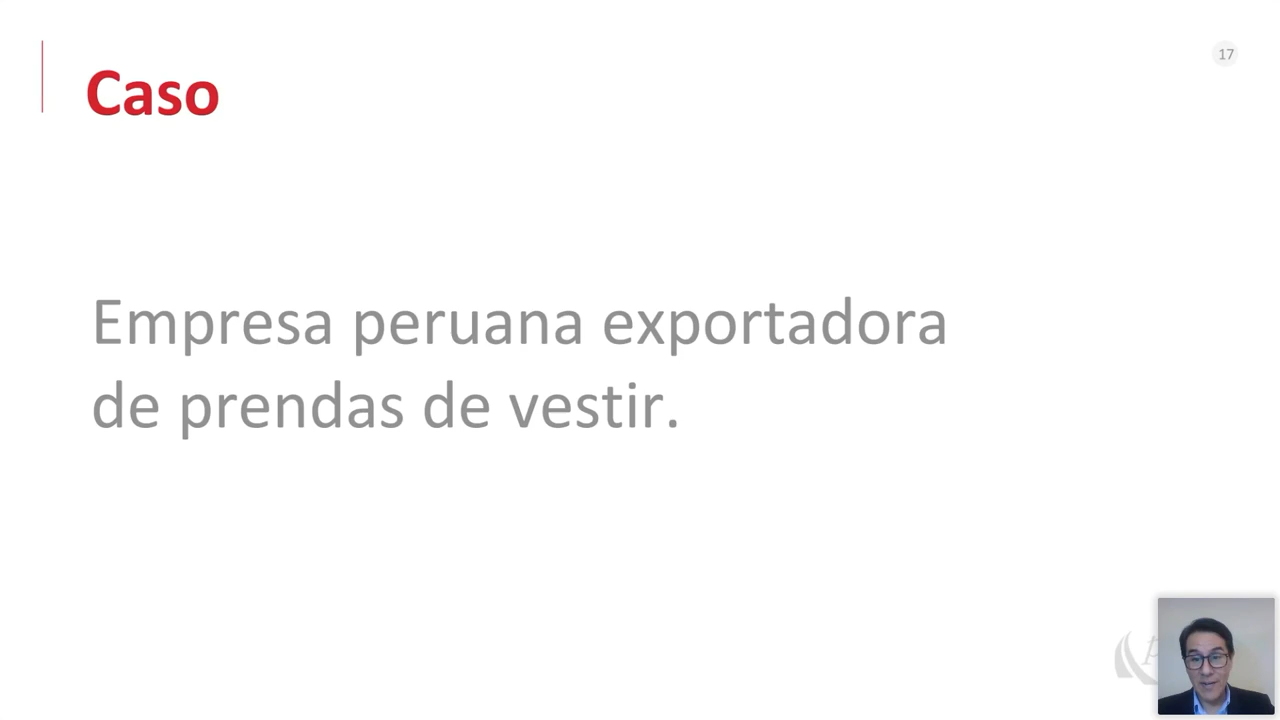 17
Caso
Empresa peruana exportadora
de prendas de vestir.